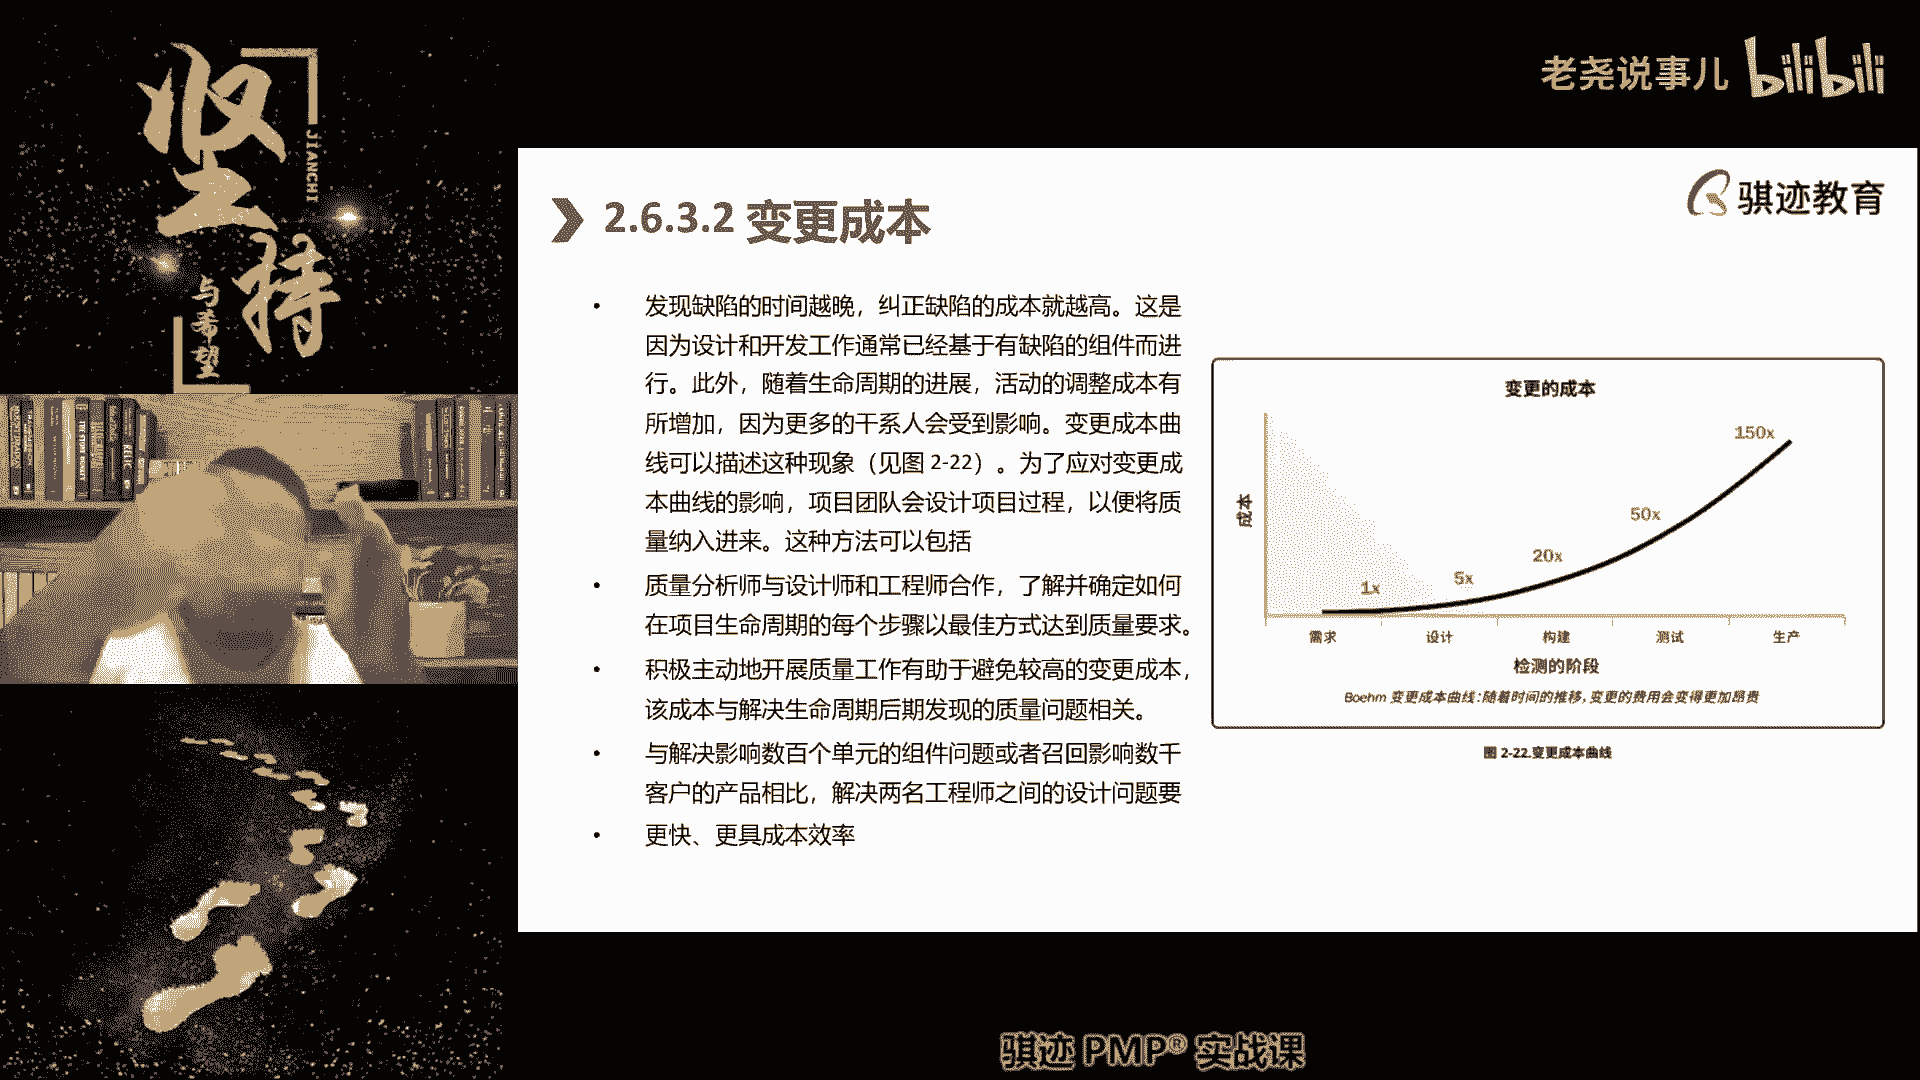 坚持
JIANCHI
与希望
老尧说事儿 bilibili
骐迹教育
2.6.3.2 变更成本
• 发现缺陷的时间越晚，纠正缺陷的成本就越高。这是
因为设计和开发工作通常已经基于有缺陷的组件而进
行。此外，随着生命周期的进展，活动的调整成本有
所增加，因为更多的干系人会受到影响。变更成本曲
线可以描述这种现象（见图 2-22）。为了应对变更成
本曲线的影响，项目团队会设计项目过程，以便将质
量纳入进来。这种方法可以包括
• 质量分析师与设计师和工程师合作，了解并确定如何
在项目生命周期的每个步骤以最佳方式达到质量要求。
• 积极主动地开展质量工作有助于避免较高的变更成本，
该成本与解决生命周期后期发现的质量问题相关。
• 与解决影响数百个单元的组件问题或者召回影响数千
客户的产品相比，解决两名工程师之间的设计问题要
• 更快、更具成本效率
变更的成本
150x
50x
20x
5x
1x
成本
需求 设计 构建 测试 生产
检测的阶段
Boehm 变更成本曲线：随着时间的推移，变更的费用会变得更加昂贵
图 2-22.变更成本曲线
骐迹 PMP® 实战课